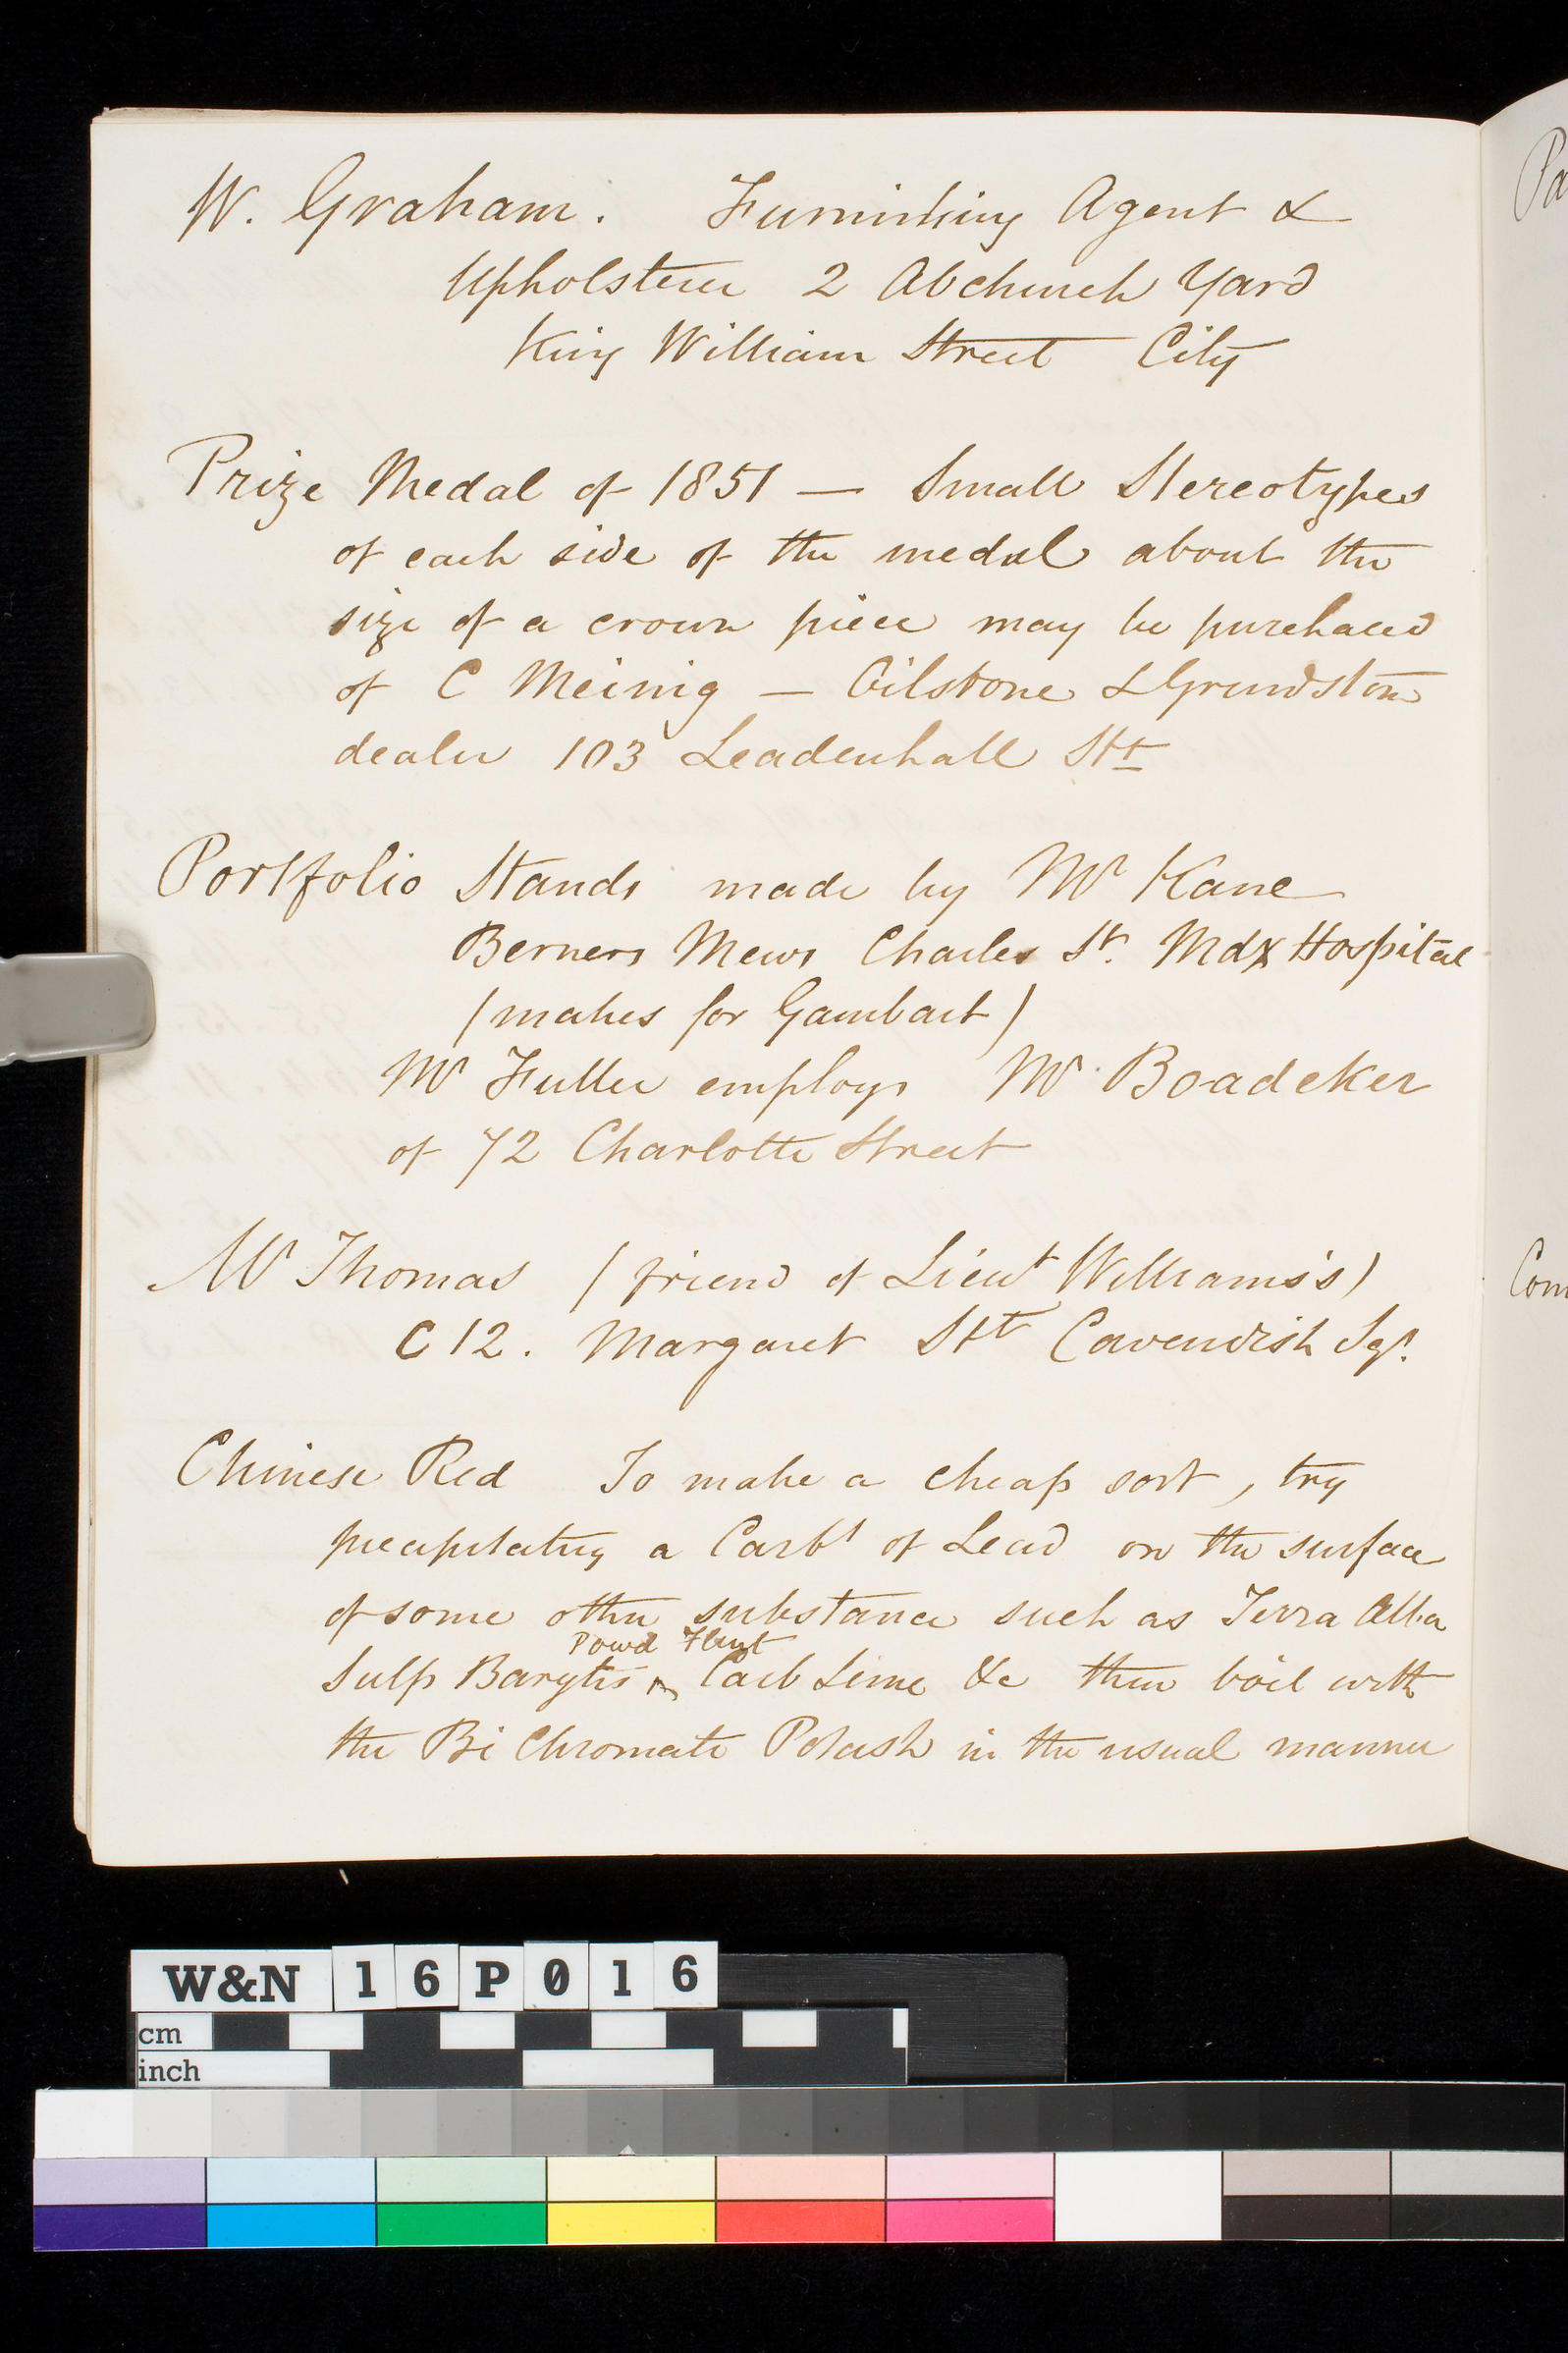 W. Graham. Furnishing Agent &
Upholsterer 2 Abchurch Yard
King William Street City
Prize Medal of 1851 — Small Stereotypes
of each side of the medal about the
size of a crown piece may be purchased
of C Meinig — Oilstone & Grindstone
dealer 103 Leadenhall Stt
Portfolio Stands made by Mr Kane
Berners Mews Charles St. Mdx Hospital
(makes for Gambart)
Mr Fuller employs Mr Boadeker
of 72 Charlotte Street
Mr Thomas (friend of Lieut Williams's)
C 12. Margaret Stt Cavendish Sqr.
Chinese Red To make a cheap sort, try
precipitating a Carbt of Lead on the surface
of some other substance such as Terra Alba
Powd Flint
Sulp Barytes ^ Carb Lime &c then boil with
the Bi Chromate Potash in the usual manner
Pa
Com
W&N 16P016
cm
inch